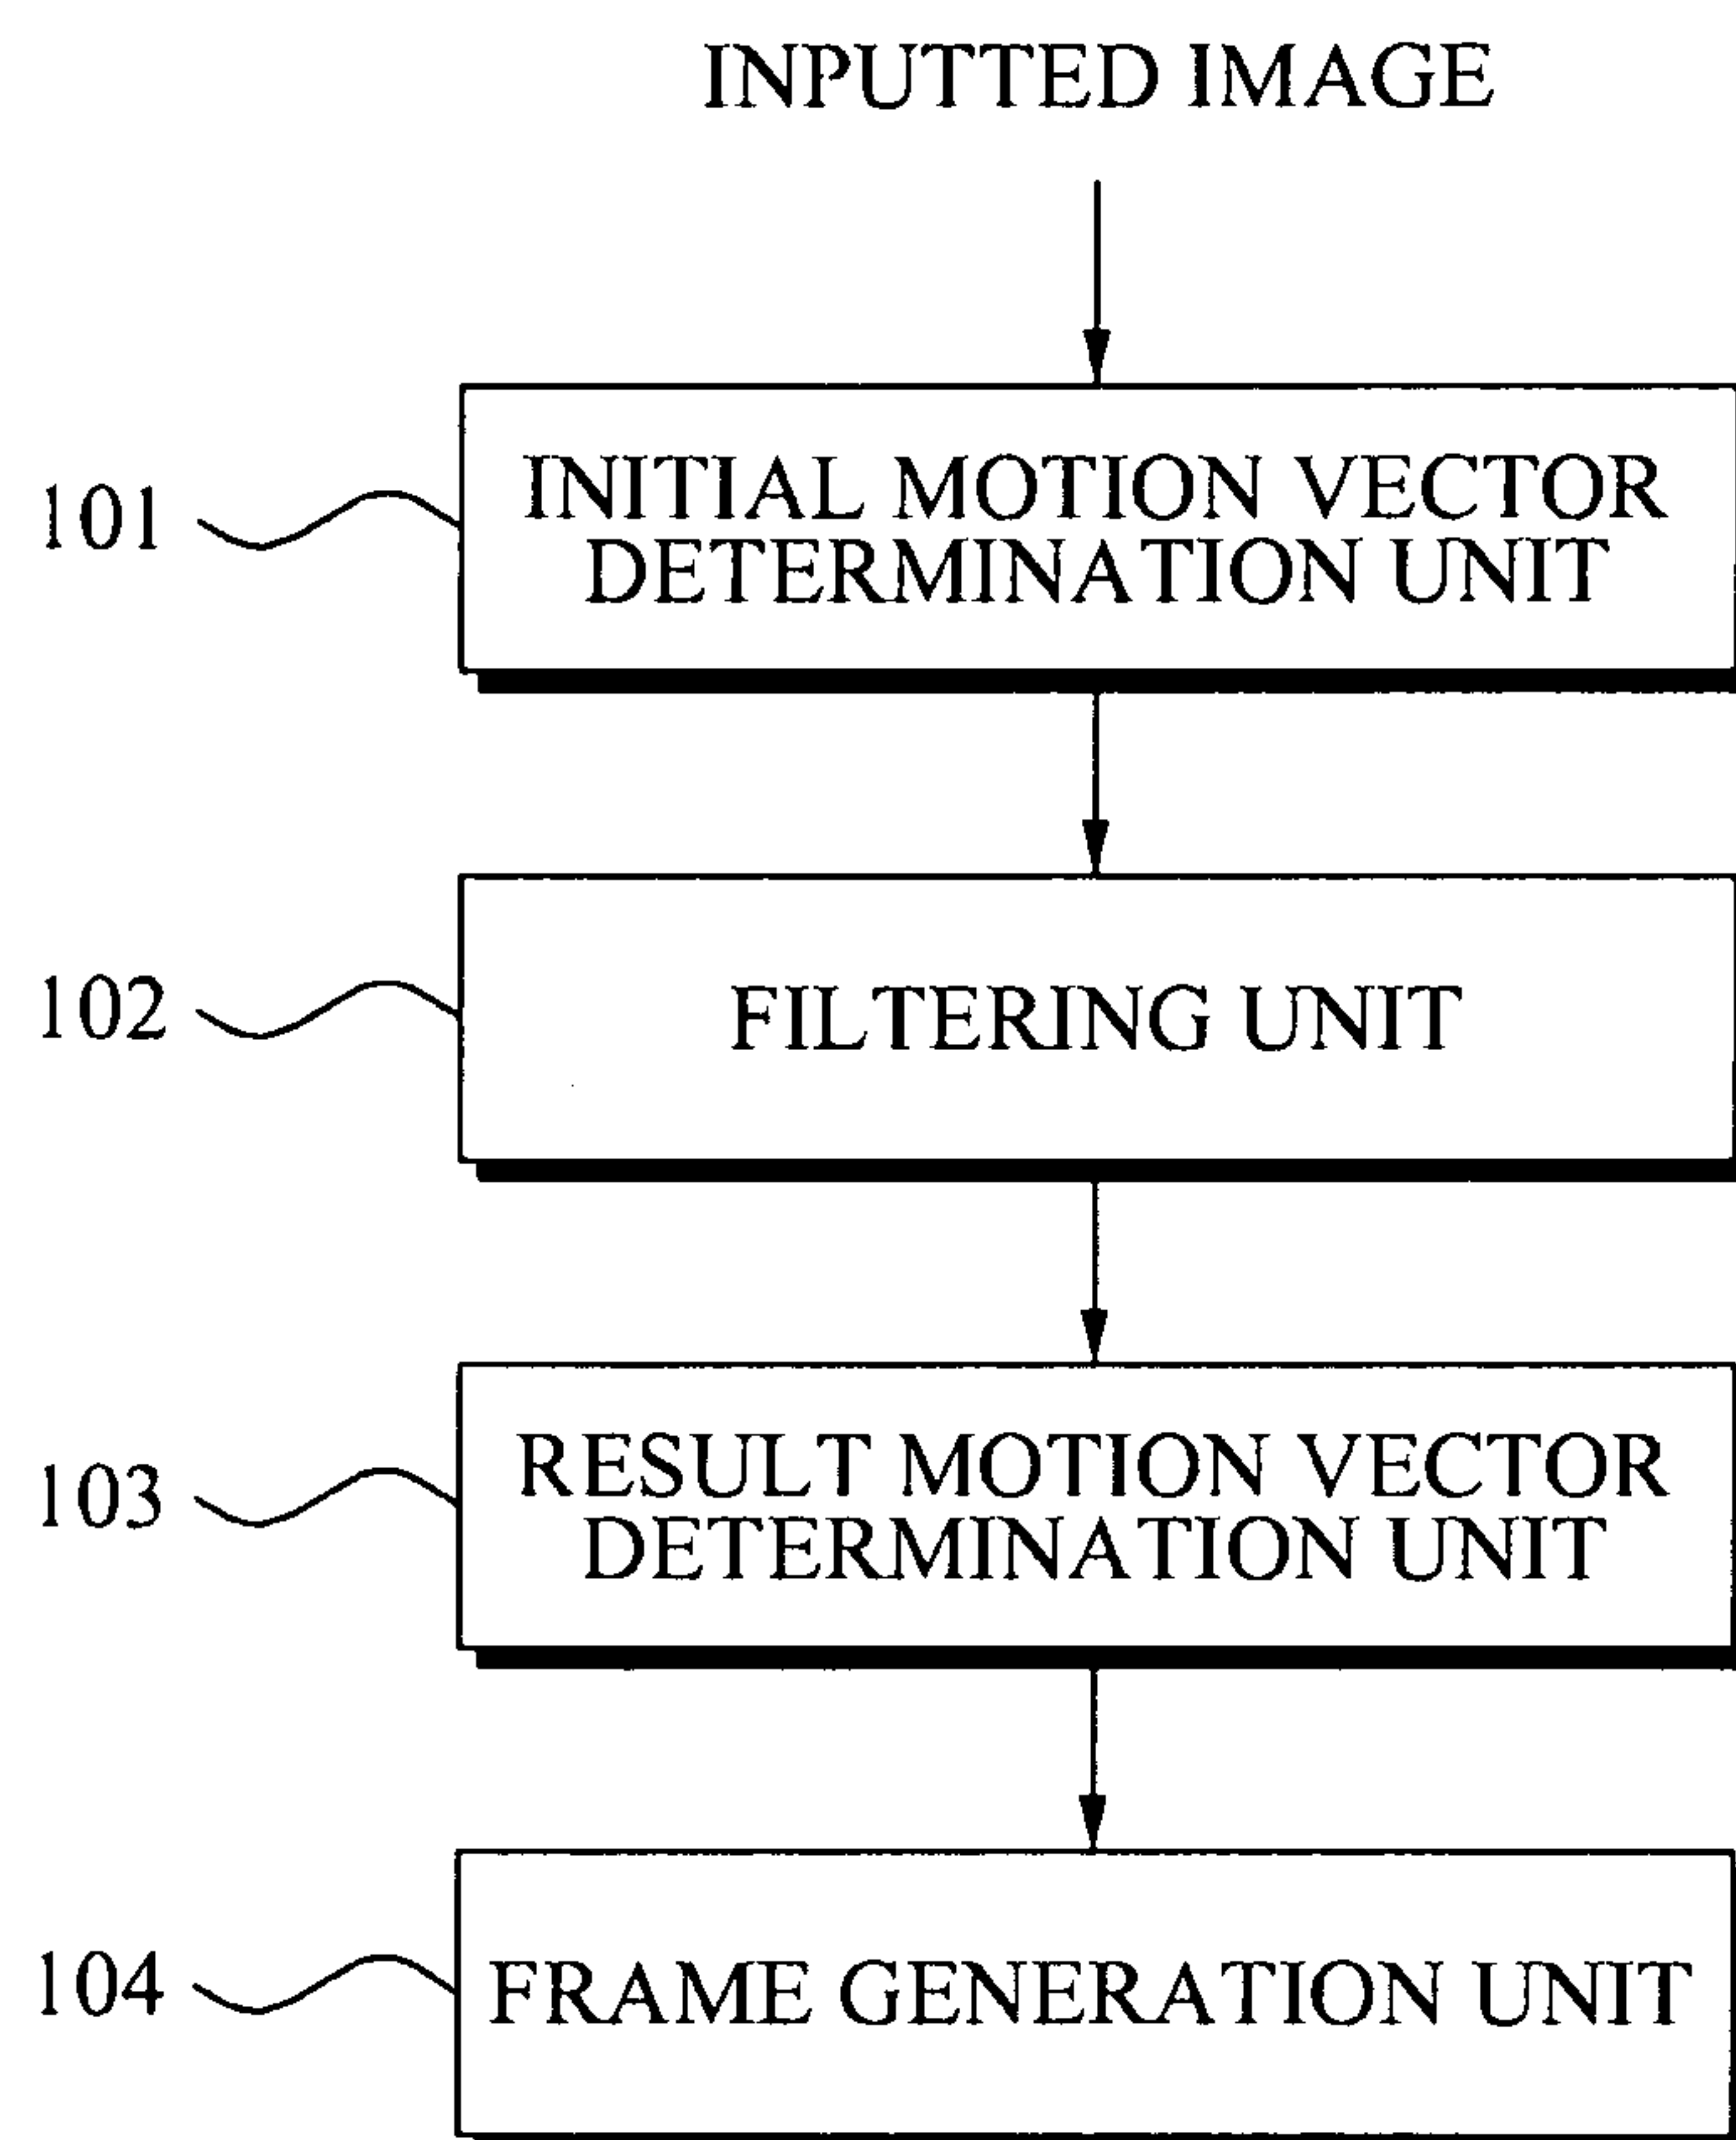 INPUTTED IMAGE
101
INITIAL MOTION VECTOR
DETERMINATION UNIT
102
FILTERING UNIT
103
RESULT MOTION VECTOR
DETERMINATION UNIT
104
FRAME GENERATION UNIT